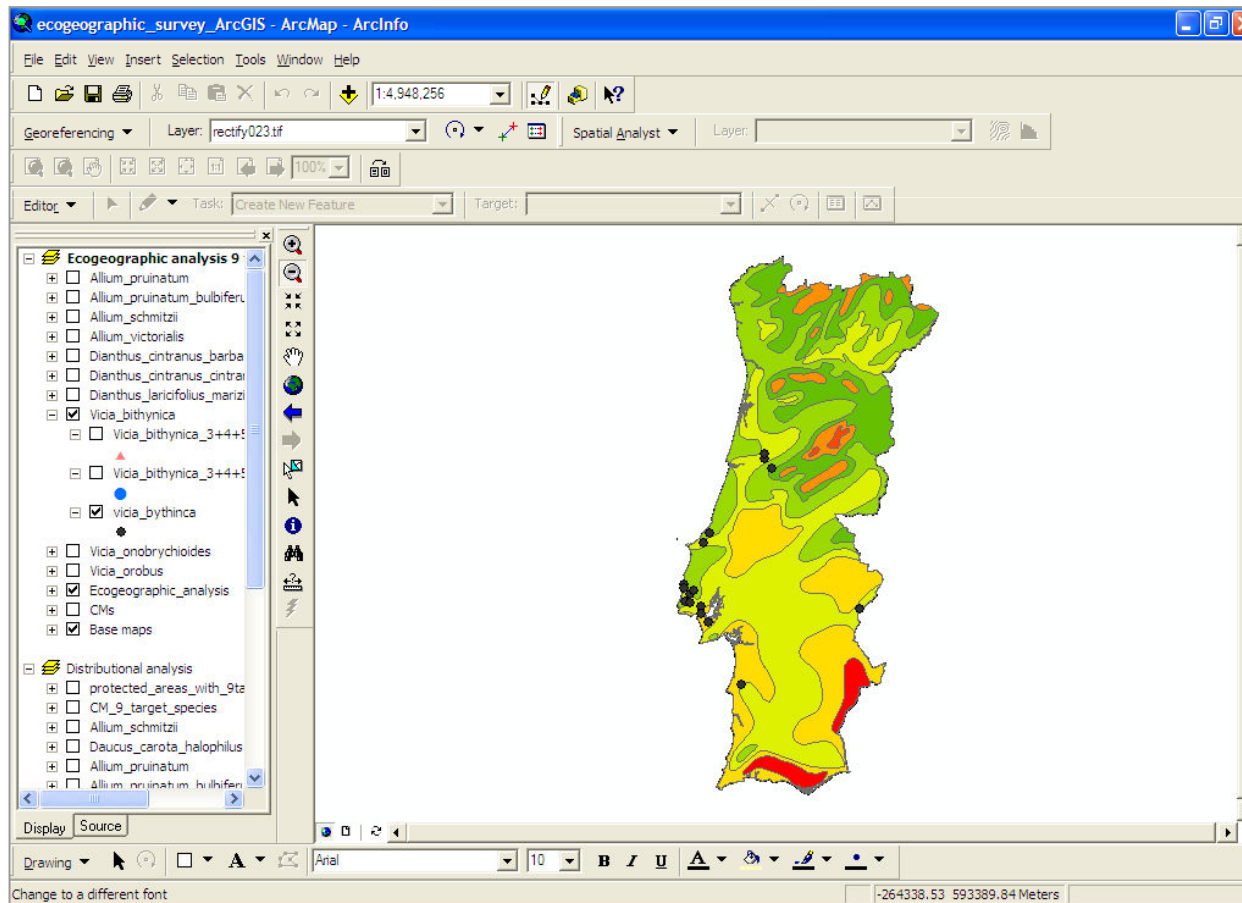 ecogeographic_survey_ArcGIS - ArcMap - ArcInfo
File Edit View Insert Selection Tools Window Help
1:4,948,256
Georeferencing Layer: rectify023.tif Spatial Analyst Layer:
1:1 100%
Editor Task: Create New Feature Target:
Ecogeographic analysis 9
Allium_pruinatum
Allium_pruinatum_bulbiferu
Allium_schmitzii
Allium_victorialis
Dianthus_cintranus_barba
Dianthus_cintranus_cintra
Dianthus_laricifolius_marizi
Vicia_bithynica
Vicia_bithynica_3+4+5
Vicia_bithynica_3+4+5
vicia_bythinca
Vicia_onobrychioides
Vicia_orobus
Ecogeographic_analysis
CMs
Base maps
Distributional analysis
protected_areas_with_9ta
CM_9_target_species
Allium_schmitzii
Daucus_carota_halophilus
Allium_pruinatum
Allium_pruinatum_bulbiferu
Display Source
Drawing A Arial 10 B I U A
Change to a different font -264338.53 593389.84 Meters